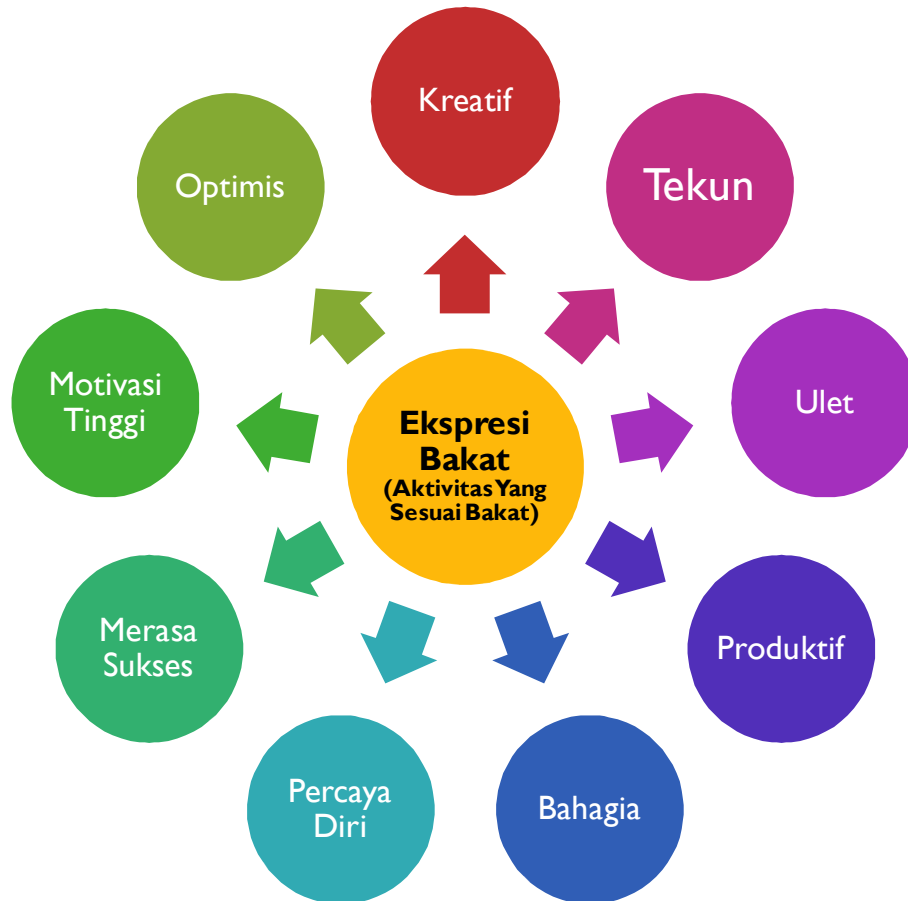 Kreatif
Tekun
Ulet
Produktif
Bahagia
Percaya
Diri
Merasa
Sukses
Motivasi
Tinggi
Optimis
Ekspresi
Bakat
(Aktivitas Yang
Sesuai Bakat)